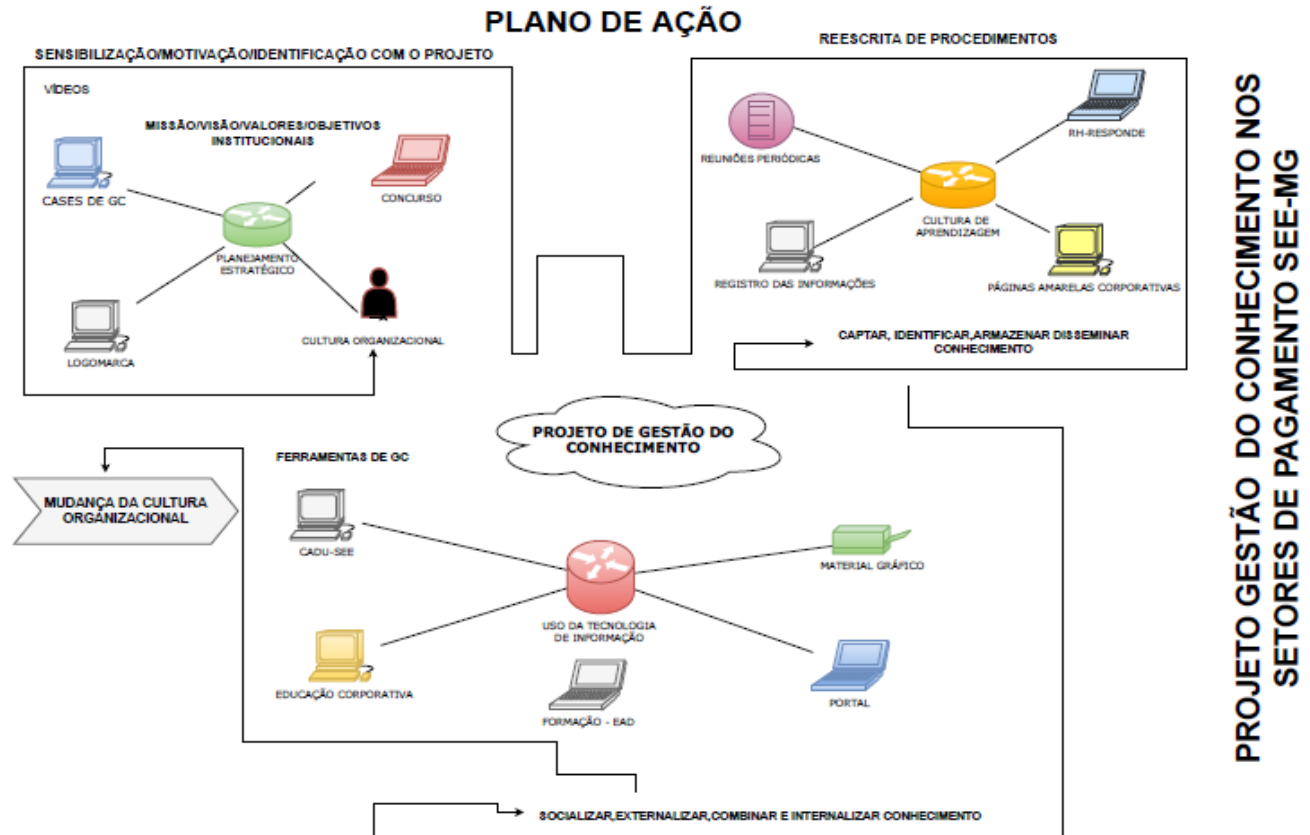 PLANO DE AÇÃO
SENSIBILIZAÇÃO/MOTIVAÇÃO/IDENTIFICAÇÃO COM O PROJETO
VÍDEOS
MISSÃO/VISÃO/VALORES/OBJETIVOS
INSTITUCIONAIS
CASES DE GC
CONCURSO
PLANEJAMENTO
ESTRATÉGICO
LOGOMARCA
CULTURA ORGANIZACIONAL
REESCRITA DE PROCEDIMENTOS
REUNIÕES PERIÓDICAS
RH-RESPONDE
CULTURA DE
APRENDIZAGEM
REGISTRO DAS INFORMAÇÕES
PÁGINAS AMARELAS CORPORATIVAS
CAPTAR, IDENTIFICAR,ARMAZENAR DISSEMINAR
CONHECIMENTO
PROJETO DE GESTÃO DO
CONHECIMENTO
MUDANÇA DA CULTURA
ORGANIZACIONAL
FERRAMENTAS DE GC
CADU-SEE
MATERIAL GRÁFICO
USO DA TECNOLOGIA
DE INFORMAÇÃO
EDUCAÇÃO CORPORATIVA
FORMAÇÃO - EAD
PORTAL
SOCIALIZAR,EXTERNALIZAR,COMBINAR E INTERNALIZAR CONHECIMENTO
PROJETO GESTÃO DO CONHECIMENTO NOS
SETORES DE PAGAMENTO SEE-MG